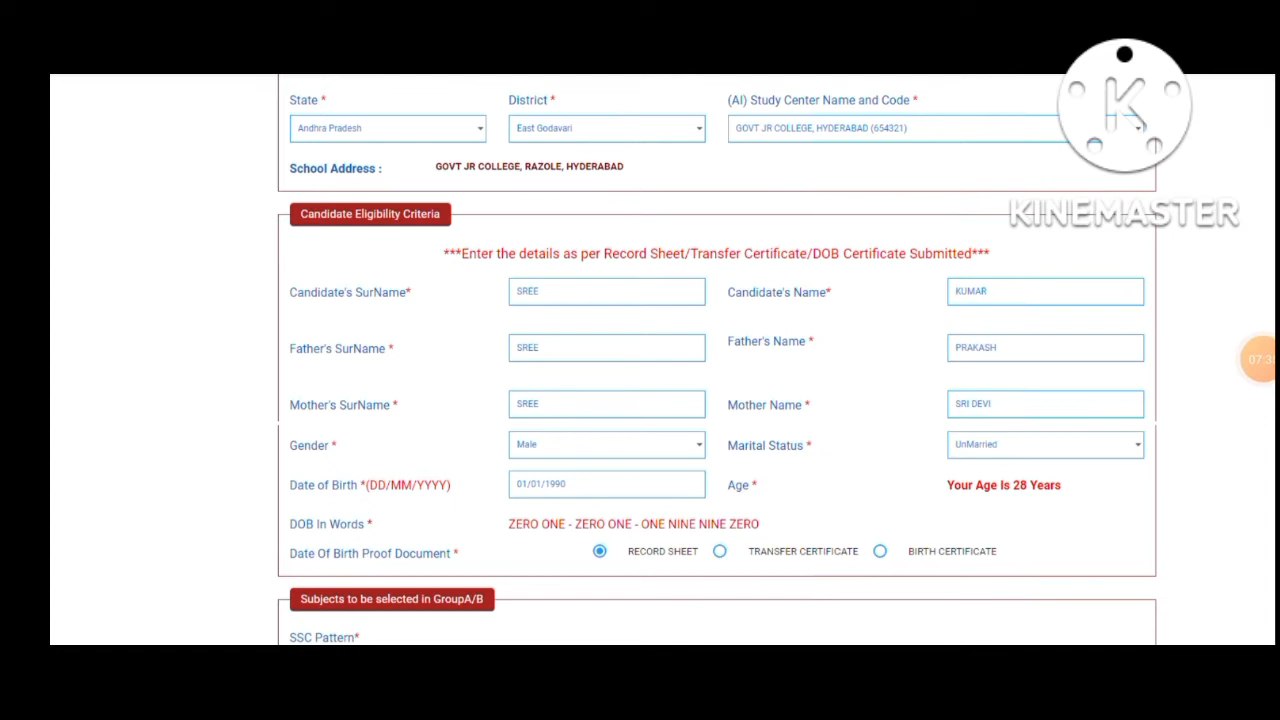 State * District * (AI) Study Center Name and Code *
Andhra Pradesh East Godavari GOVT JR COLLEGE, HYDERABAD (654321)
School Address : GOVT JR COLLEGE, RAZOLE, HYDERABAD
KINEMASTER
Candidate Eligibility Criteria
***Enter the details as per Record Sheet/Transfer Certificate/DOB Certificate Submitted***
Candidate's SurName* SREE Candidate's Name* KUMAR
Father's SurName * SREE Father's Name * PRAKASH
Mother's SurName * SREE Mother Name * SRI DEVI
Gender * Male Marital Status * UnMarried
Date of Birth *(DD/MM/YYYY) 01/01/1990 Age * Your Age Is 28 Years
DOB In Words * ZERO ONE - ZERO ONE - ONE NINE NINE ZERO
Date Of Birth Proof Document * RECORD SHEET TRANSFER CERTIFICATE BIRTH CERTIFICATE
Subjects to be selected in GroupA/B
SSC Pattern*